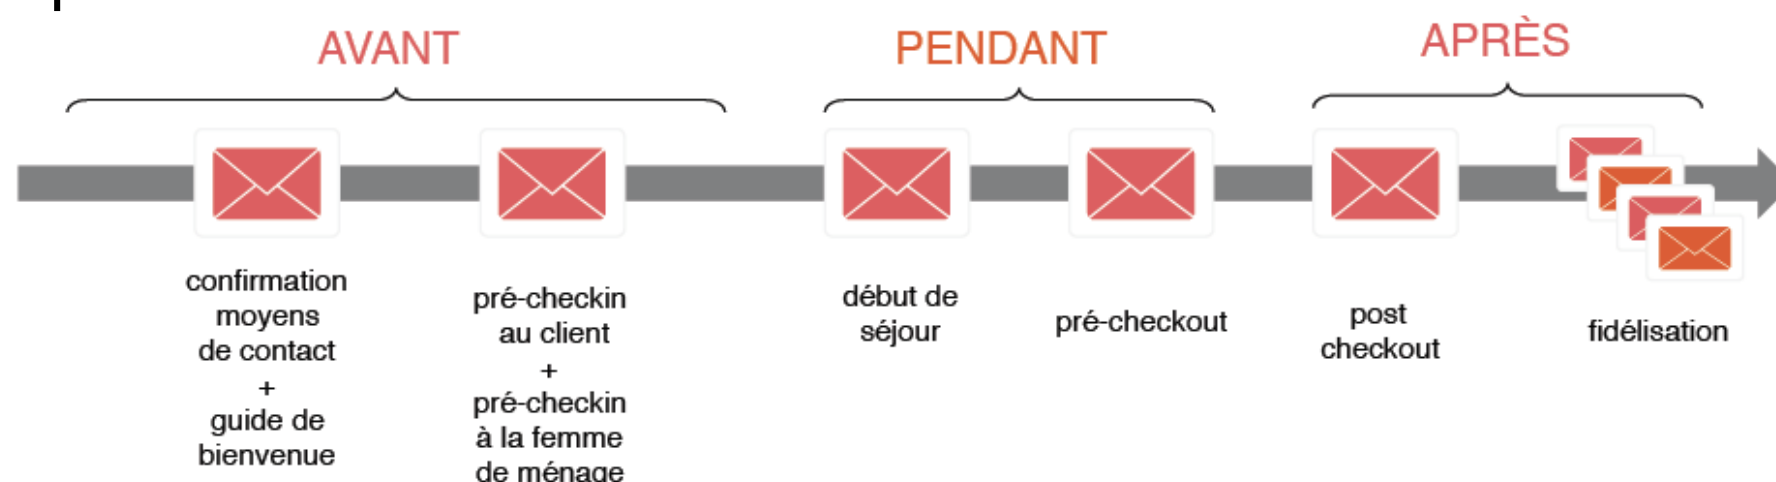 AVANT
PENDANT
APRÈS
confirmation
moyens
de contact
+
guide de
bienvenue
pré-checkin
au client
+
pré-checkin
à la femme
de ménage
début de
séjour
pré-checkout
post
checkout
fidélisation